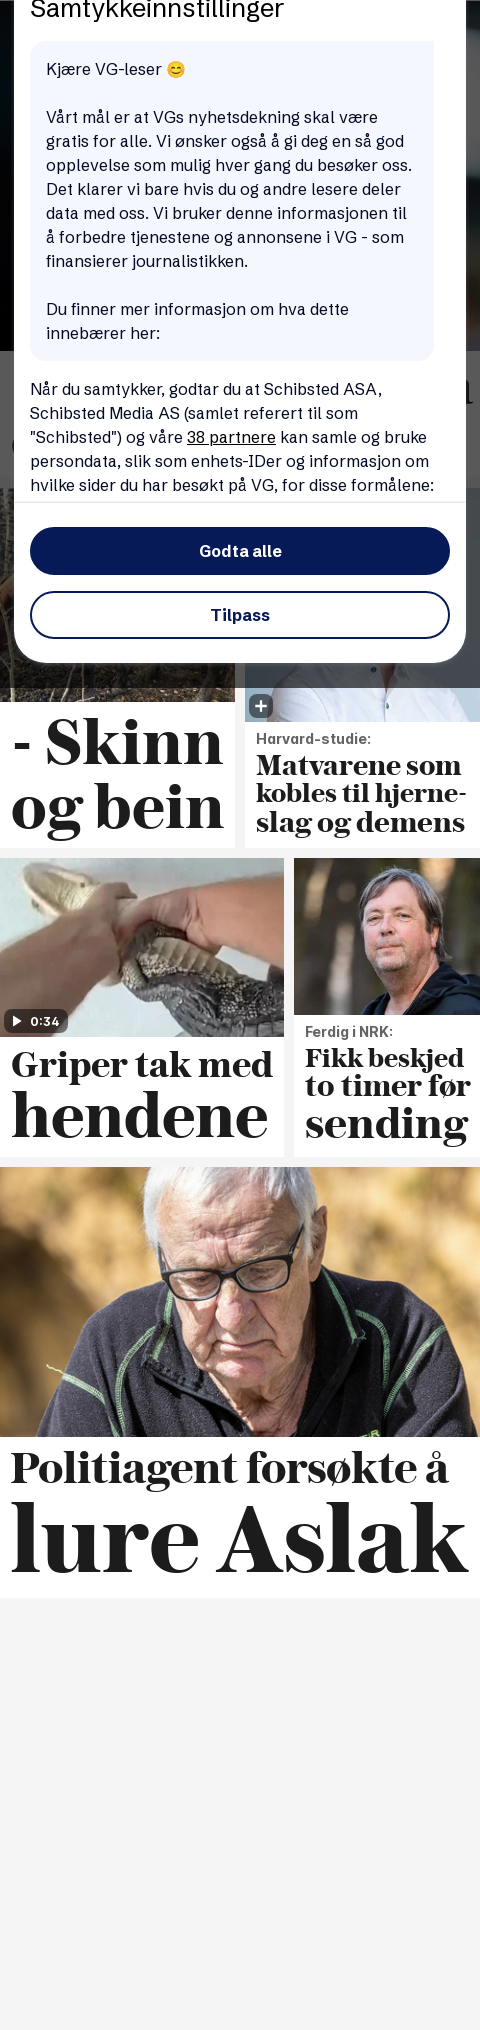 Samtykkeinnstillinger
Kjære VG-leser 😊
Vårt mål er at VGs nyhetsdekning skal være
gratis for alle. Vi ønsker også å gi deg en så god
opplevelse som mulig hver gang du besøker oss.
Det klarer vi bare hvis du og andre lesere deler
data med oss. Vi bruker denne informasjonen til
å forbedre tjenestene og annonsene i VG - som
finansierer journalistikken.
Du finner mer informasjon om hva dette
innebærer her:
Når du samtykker, godtar du at Schibsted ASA,
Schibsted Media AS (samlet referert til som
"Schibsted") og våre 38 partnere kan samle og bruke
persondata, slik som enhets-IDer og informasjon om
hvilke sider du har besøkt på VG, for disse formålene:
Godta alle
Tilpass
- Skinn
og bein
Harvard-studie:
Matvarene som
kobles til hjerne-
slag og demens
0:34
Griper tak med
hendene
Ferdig i NRK:
Fikk beskjed
to timer før
sending
Politiagent forsøkte å
lure Aslak